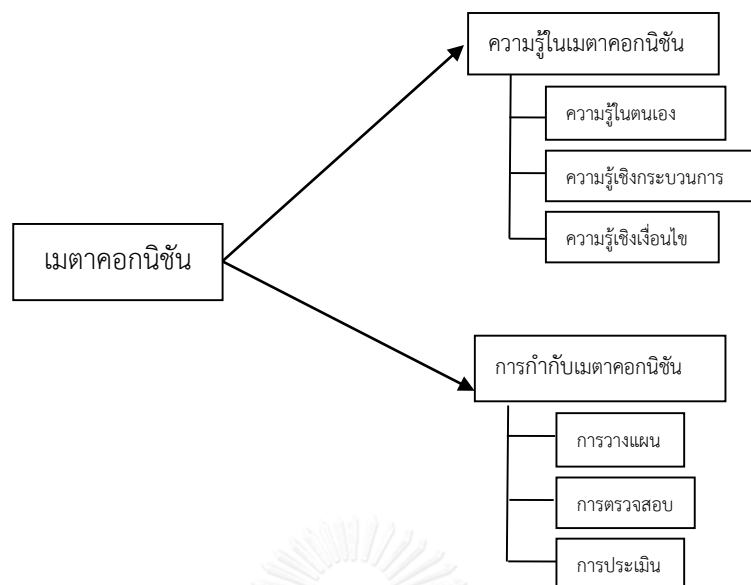 ความรู้ในเมตาคอกนิชัน
ความรู้ในตนเอง
ความรู้เชิงกระบวนการ
ความรู้เชิงเงื่อนไข
เมตาคอกนิชัน
การกำกับเมตาคอกนิชัน
การวางแผน
การตรวจสอบ
การประเมิน